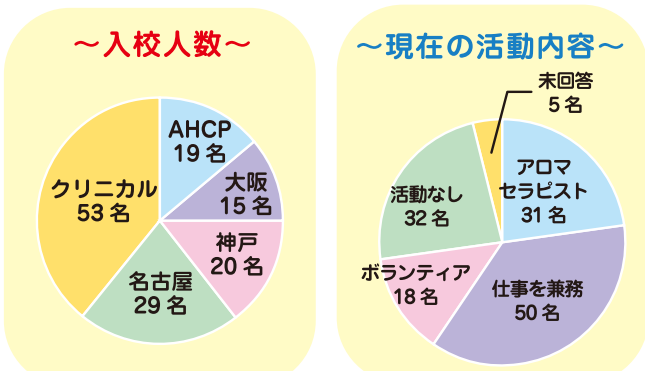 ～入校人数～
AHCP
19名
大阪
15名
神戸
20名
名古屋
29名
クリニカル
53名
～現在の活動内容～
未回答
5名
アロマ
セラピスト
31名
仕事を兼務
50名
ボランティア
18名
活動なし
32名